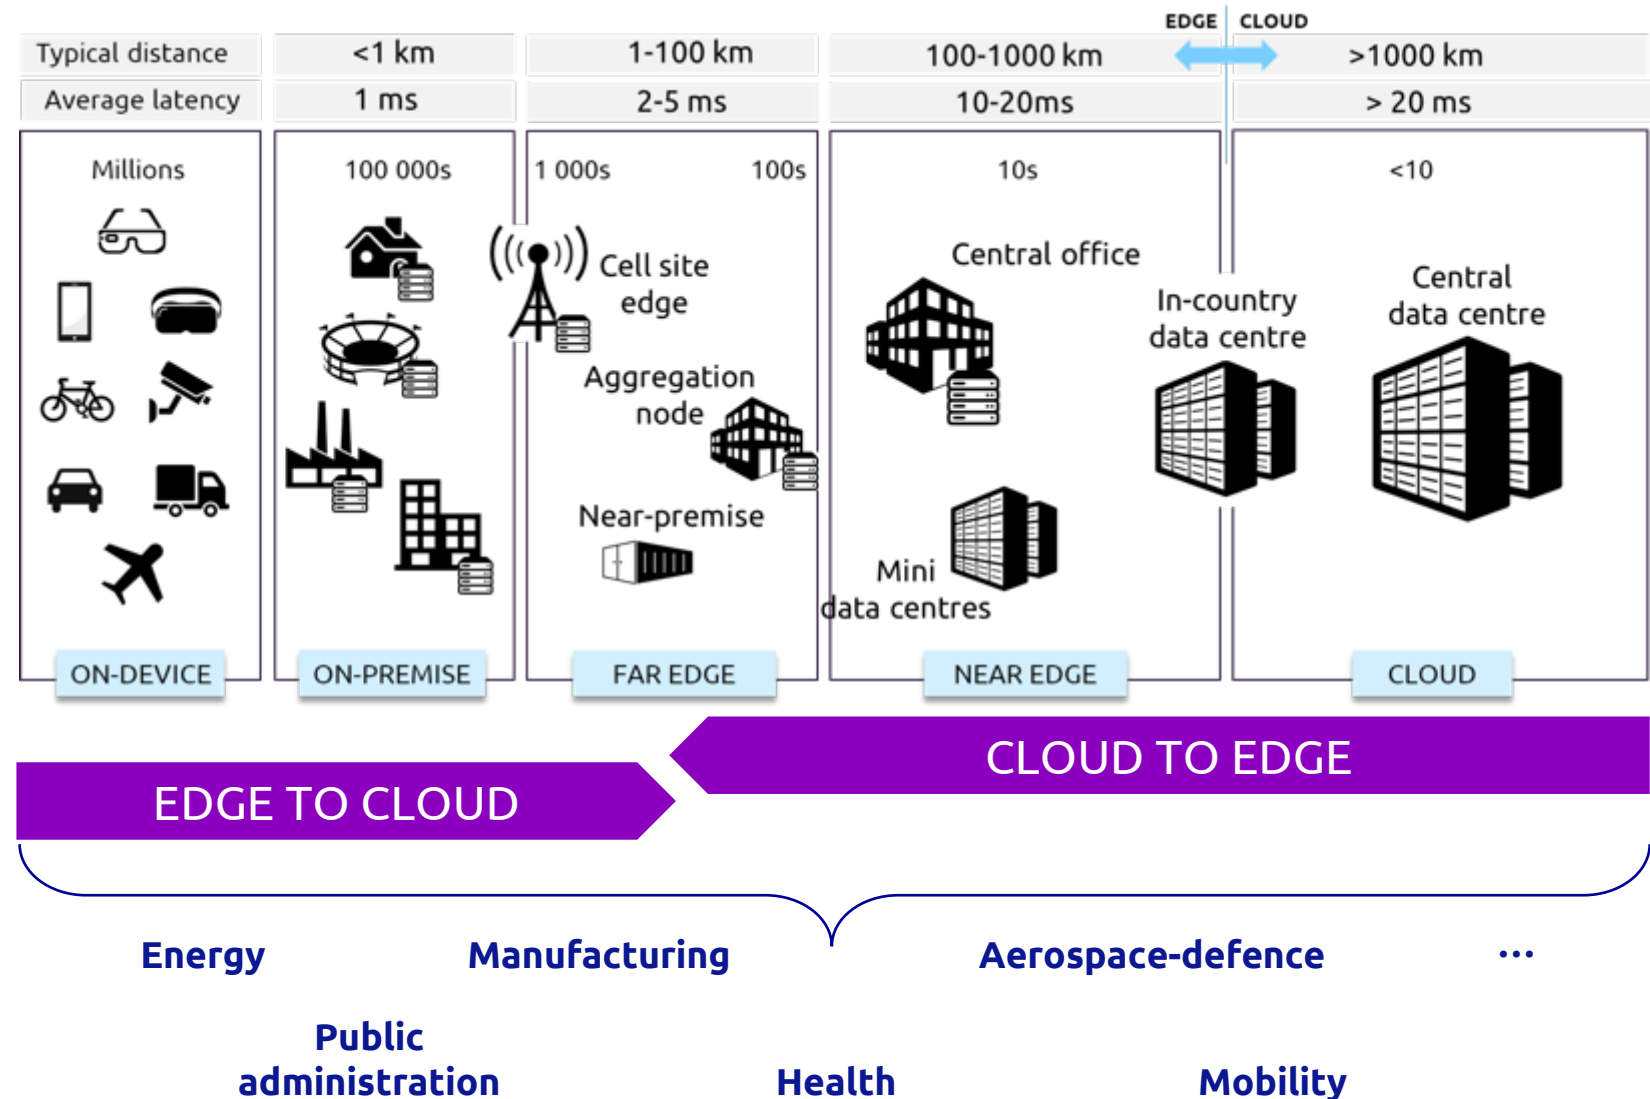 EDGE CLOUD
Typical distance <1 km 1-100 km 100-1000 km >1000 km
Average latency 1 ms 2-5 ms 10-20ms > 20 ms
Millions 100 000s 1 000s 100s 10s <10
Central office
Cell site
edge
Central
data centre
In-country
data centre
Aggregation
node
Near-premise
Mini
data centres
ON-DEVICE ON-PREMISE FAR EDGE NEAR EDGE CLOUD
CLOUD TO EDGE
EDGE TO CLOUD
Energy Manufacturing Aerospace-defence ...
Public
administration Health Mobility